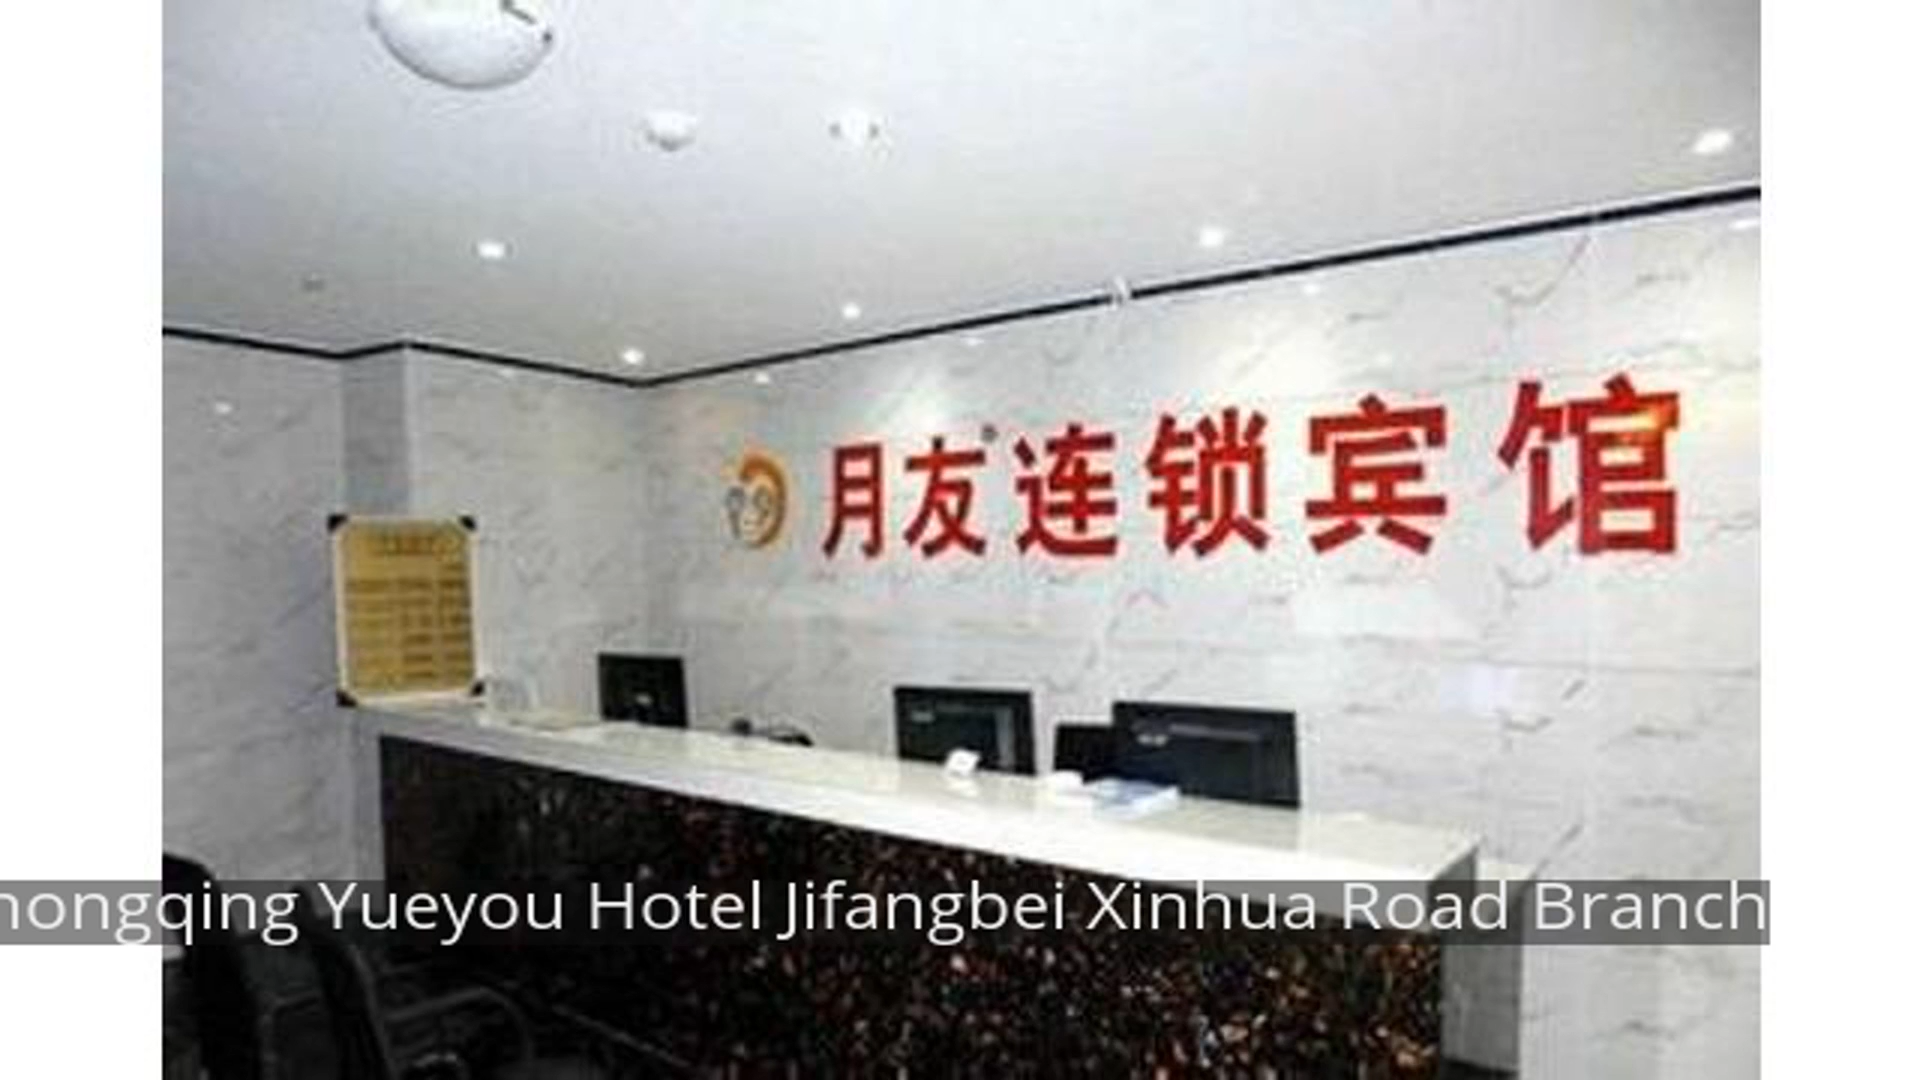 月友连锁宾馆
hongqing Yueyou Hotel Jifangbei Xinhua Road Branch